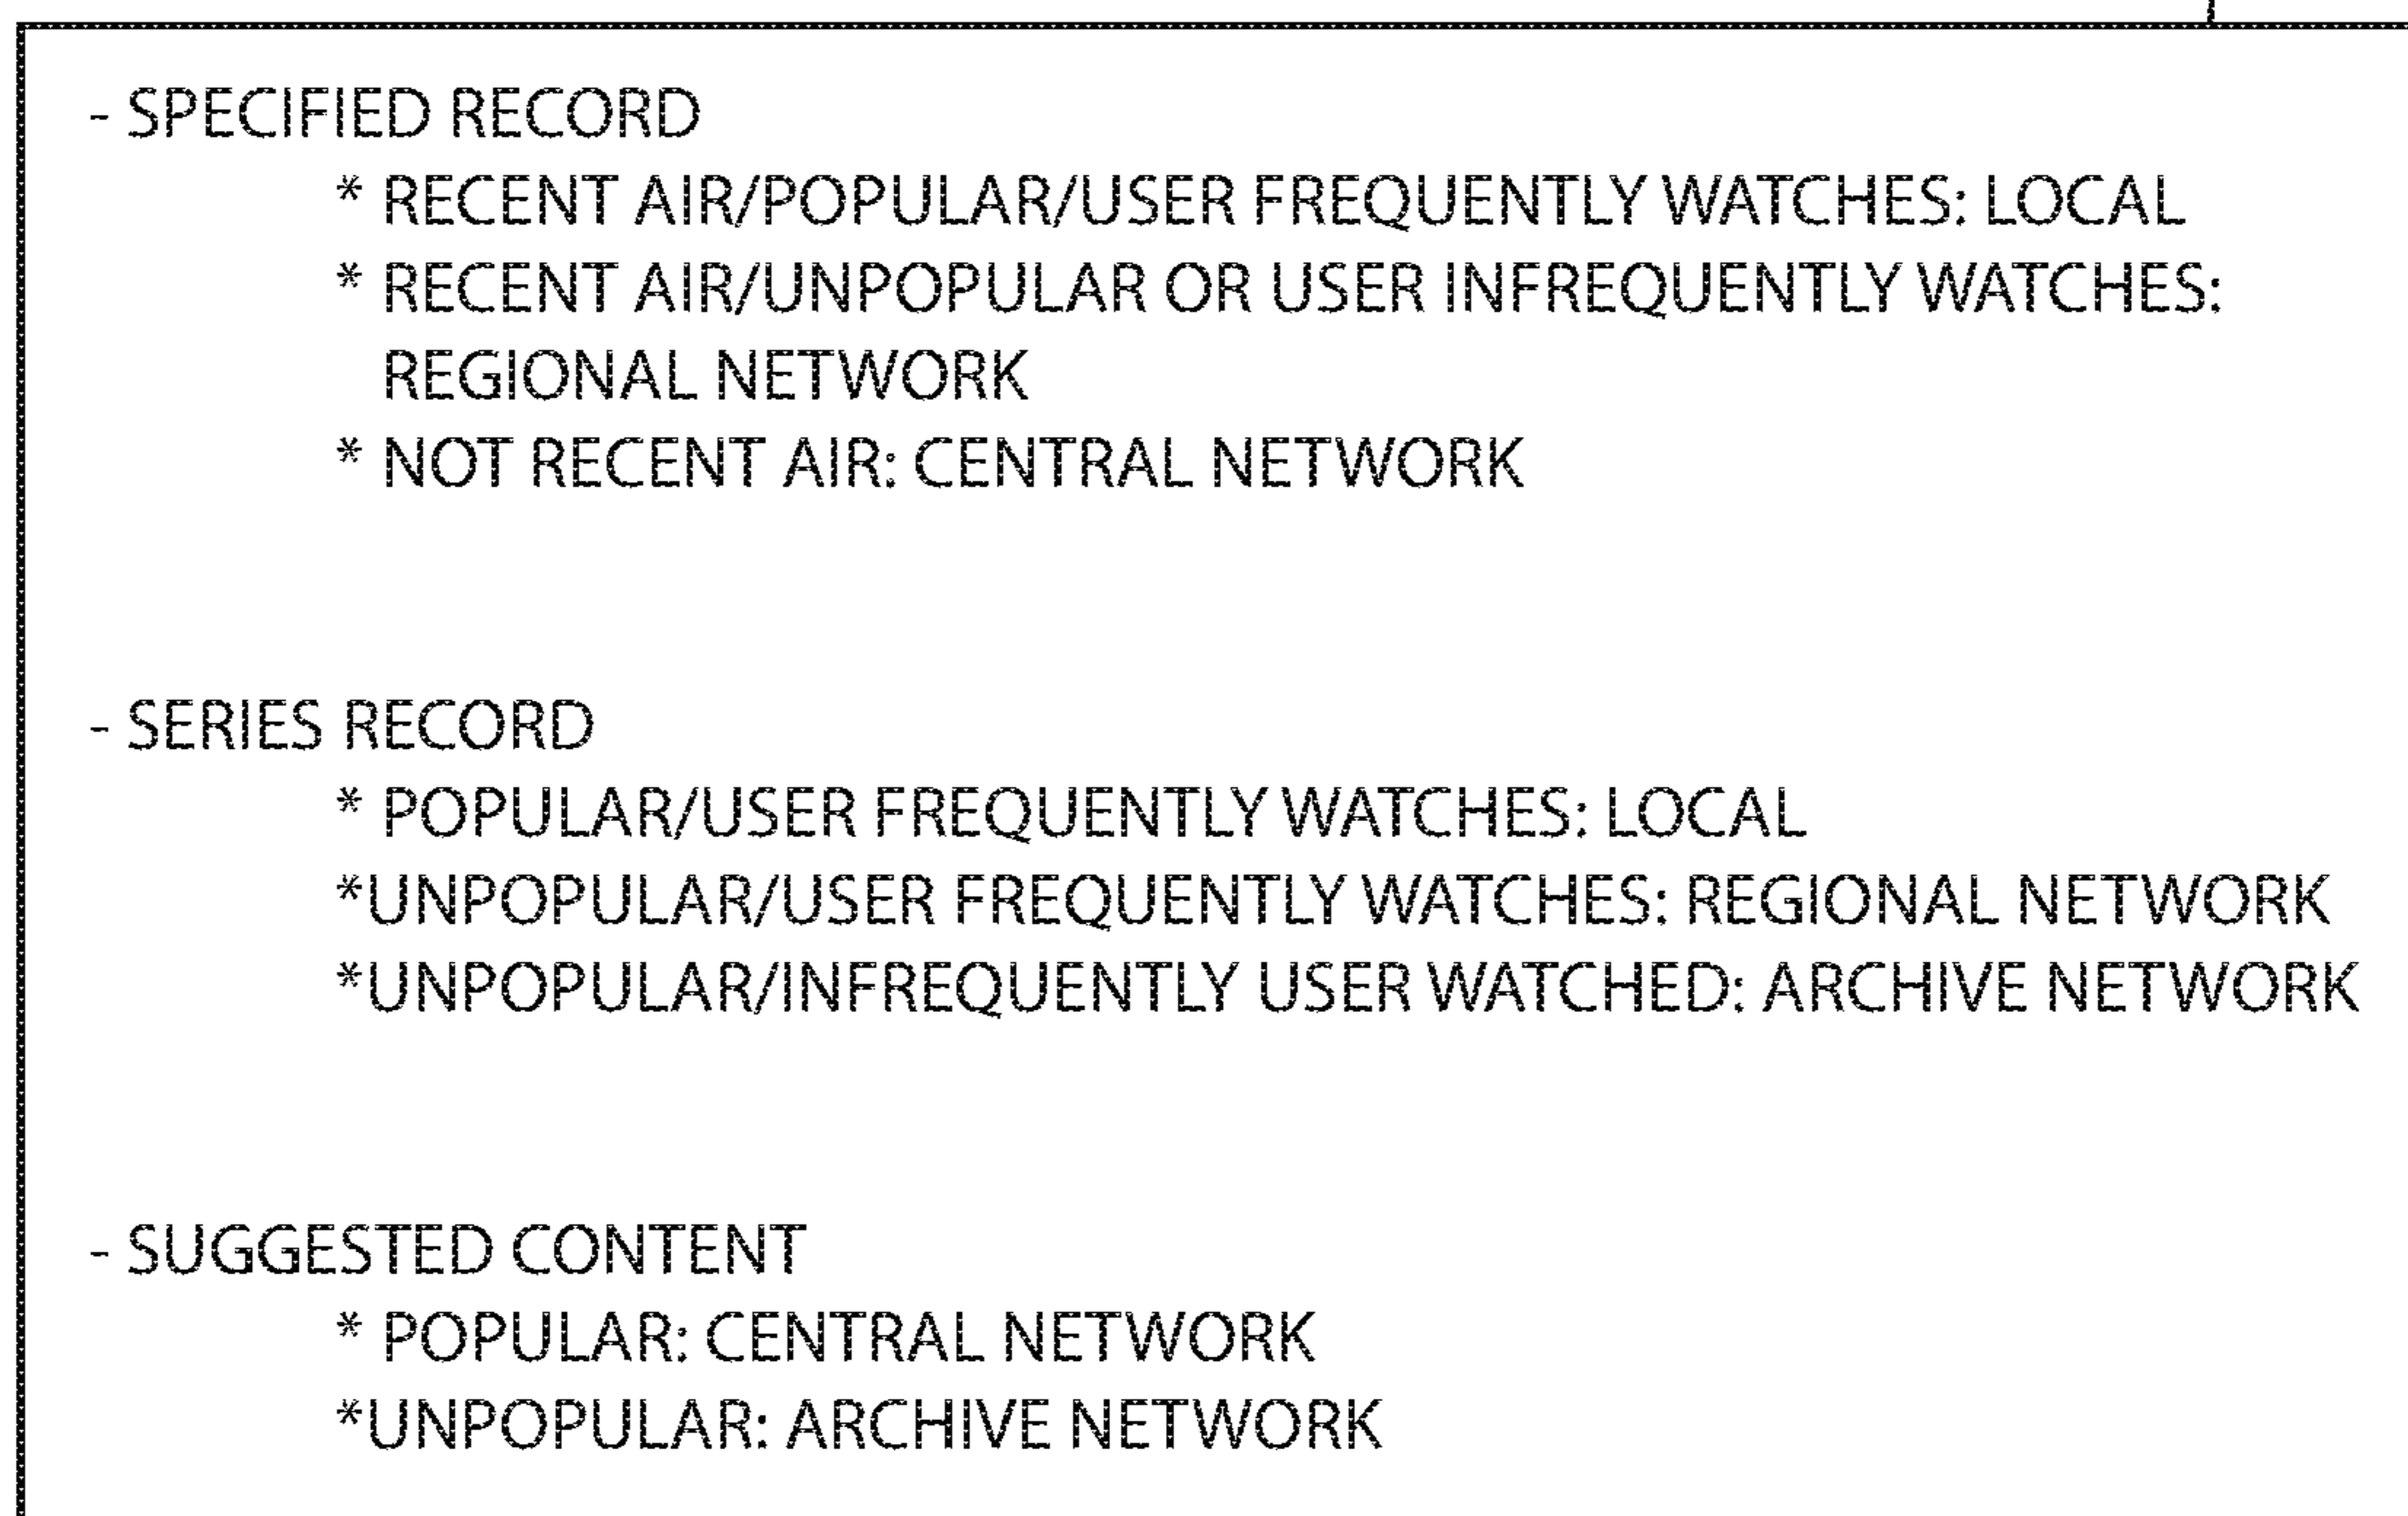 - SPECIFIED RECORD
* RECENT AIR/POPULAR/USER FREQUENTLY WATCHES: LOCAL
* RECENT AIR/UNPOPULAR OR USER INFREQUENTLY WATCHES:
REGIONAL NETWORK
* NOT RECENT AIR: CENTRAL NETWORK
- SERIES RECORD
* POPULAR/USER FREQUENTLY WATCHES: LOCAL
*UNPOPULAR/USER FREQUENTLY WATCHES: REGIONAL NETWORK
*UNPOPULAR/INFREQUENTLY USER WATCHED: ARCHIVE NETWORK
- SUGGESTED CONTENT
* POPULAR: CENTRAL NETWORK
*UNPOPULAR: ARCHIVE NETWORK